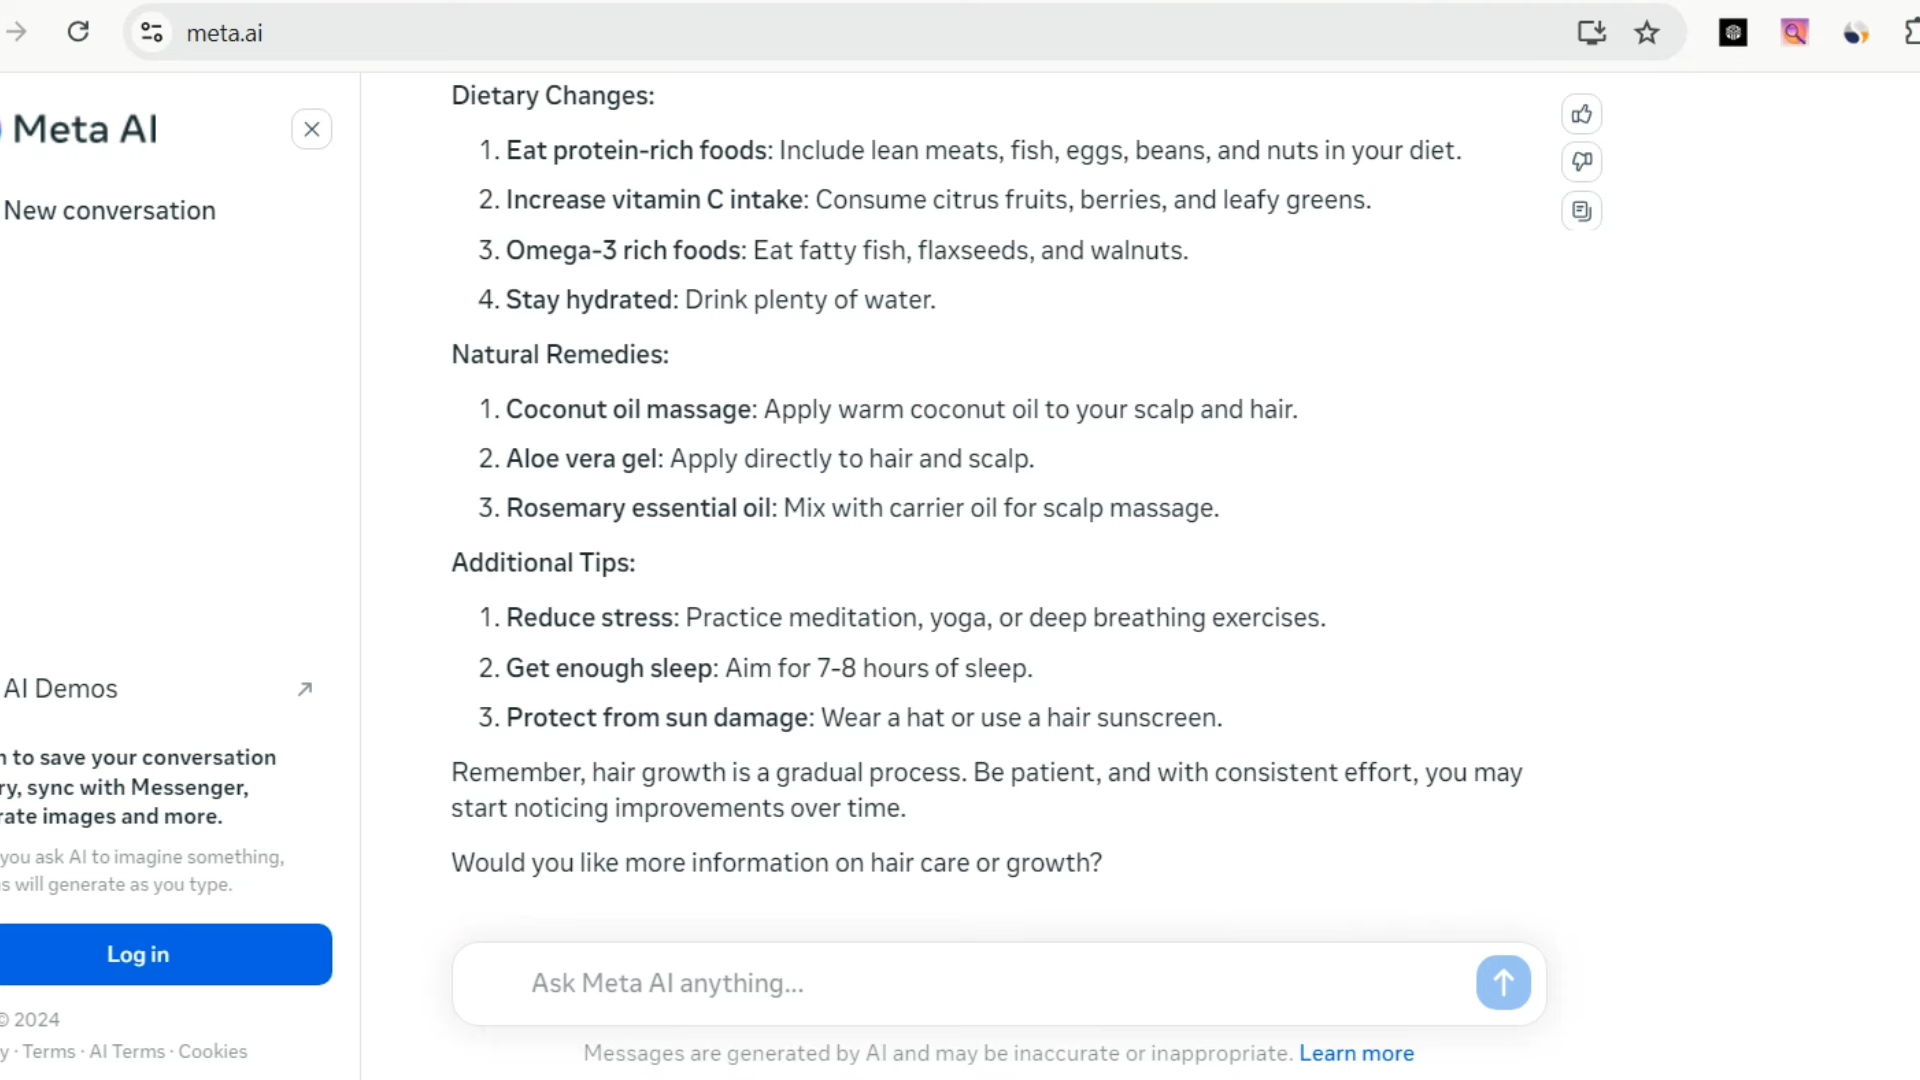 meta.ai
Meta AI
New conversation
AI Demos
to save your conversation
sync with Messenger,
images and more.
you ask AI to imagine something,
will generate as you type.
Log in
© 2024
Terms · AI Terms · Cookies
Dietary Changes:
1. Eat protein-rich foods: Include lean meats, fish, eggs, beans, and nuts in your diet.
2. Increase vitamin C intake: Consume citrus fruits, berries, and leafy greens.
3. Omega-3 rich foods: Eat fatty fish, flaxseeds, and walnuts.
4. Stay hydrated: Drink plenty of water.
Natural Remedies:
1. Coconut oil massage: Apply warm coconut oil to your scalp and hair.
2. Aloe vera gel: Apply directly to hair and scalp.
3. Rosemary essential oil: Mix with carrier oil for scalp massage.
Additional Tips:
1. Reduce stress: Practice meditation, yoga, or deep breathing exercises.
2. Get enough sleep: Aim for 7-8 hours of sleep.
3. Protect from sun damage: Wear a hat or use a hair sunscreen.
Remember, hair growth is a gradual process. Be patient, and with consistent effort, you may
start noticing improvements over time.
Would you like more information on hair care or growth?
Ask Meta AI anything...
Messages are generated by AI and may be inaccurate or inappropriate. Learn more